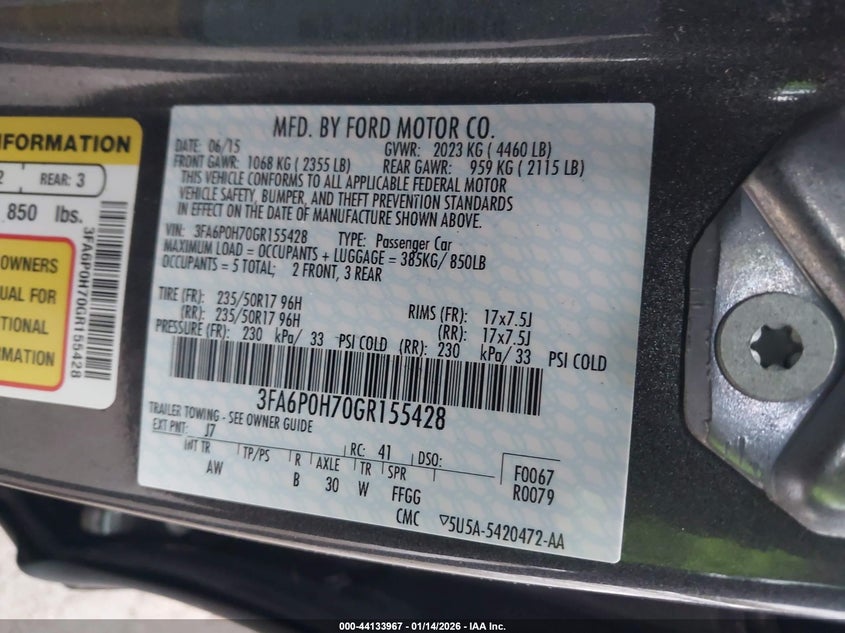 INFORMATION
2 REAR: 3
850 lbs.
OWNERS
UAL FOR
TIONAL
RMATION
3FA6P0H70GR155428
MFD. BY FORD MOTOR CO.
DATE: 06/15 GVWR: 2023 KG ( 4460 LB)
FRONT GAWR: 1068 KG ( 2355 LB) REAR GAWR: 959 KG ( 2115 LB)
THIS VEHICLE CONFORMS TO ALL APPLICABLE FEDERAL MOTOR
VEHICLE SAFETY, BUMPER, AND THEFT PREVENTION STANDARDS
IN EFFECT ON THE DATE OF MANUFACTURE SHOWN ABOVE.
VIN: 3FA6P0H70GR155428 TYPE: Passenger Car
MAXIMUM LOAD = OCCUPANTS + LUGGAGE = 385KG/ 850LB
OCCUPANTS = 5 TOTAL; 2 FRONT, 3 REAR
TIRE (FR): 235/50R17 96H RIMS (FR): 17x7.5J
(RR): 235/50R17 96H (RR): 17x7.5J
PRESSURE (FR): 230 kPa/ 33 PSI COLD (RR): 230 kPa/ 33 PSI COLD
3FA6P0H70GR155428
TRAILER TOWING - SEE OWNER GUIDE
EXT PNT: J7 RC: 41 DSO:
INT TR TP/PS R AXLE TR SPR F0067
AW B 30 W FFGG R0079
CMC ▽5U5A-5420472-AA
000-44133967 - 01/14/2026 - IAA Inc.